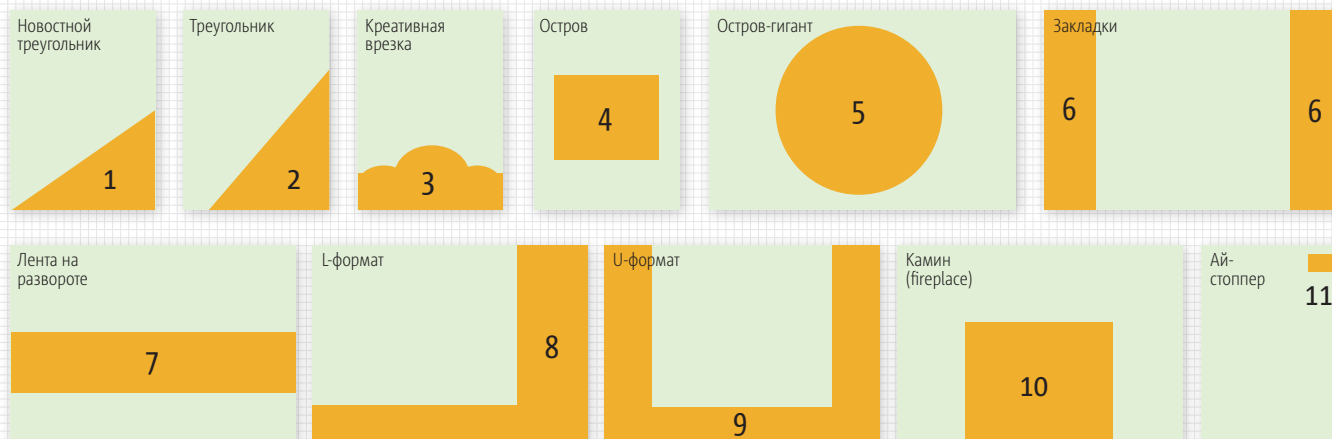 Новостной
треугольник
Треугольник
Креативная
врезка
Остров
Остров-гигант
Закладки
1
2
3
4
5
6
6
Лента на
развороте
L-формат
U-формат
Камин
(fireplace)
Ай-
стоппер
7
8
9
10
11